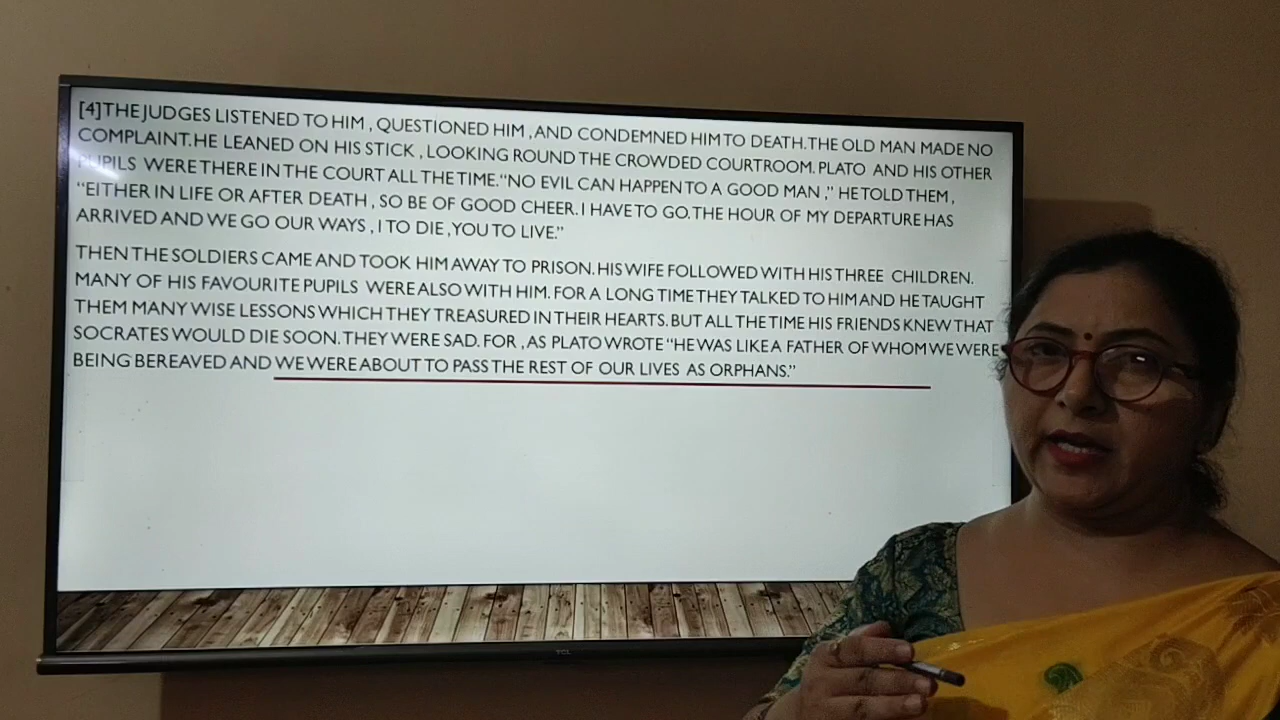 [4]THE JUDGES LISTENED TO HIM , QUESTIONED HIM ,AND CONDEMNED HIM TO DEATH.THE OLD MAN MADE NO
COMPLAINT.HE LEANED ON HIS STICK , LOOKING ROUND THE CROWDED COURTROOM. PLATO AND HIS OTHER
PUPILS WERE THERE IN THE COURT ALL THE TIME.“NO EVIL CAN HAPPEN TO A GOOD MAN ,” HE TOLD THEM ,
“EITHER IN LIFE OR AFTER DEATH , SO BE OF GOOD CHEER. I HAVE TO GO. THE HOUR OF MY DEPARTURE HAS
ARRIVED AND WE GO OUR WAYS , I TO DIE ,YOU TO LIVE.”
THEN THE SOLDIERS CAME AND TOOK HIM AWAY TO PRISON. HIS WIFE FOLLOWED WITH HIS THREE CHILDREN.
MANY OF HIS FAVOURITE PUPILS WERE ALSO WITH HIM. FOR A LONG TIME THEY TALKED TO HIM AND HE TAUGHT
THEM MANY WISE LESSONS WHICH THEY TREASURED IN THEIR HEARTS. BUT ALL THE TIME HIS FRIENDS KNEW THAT
SOCRATES WOULD DIE SOON. THEY WERE SAD. FOR , AS PLATO WROTE “HE WAS LIKE A FATHER OF WHOM WE WERE
BEING BEREAVED AND WE WERE ABOUT TO PASS THE REST OF OUR LIVES AS ORPHANS.”
TCL